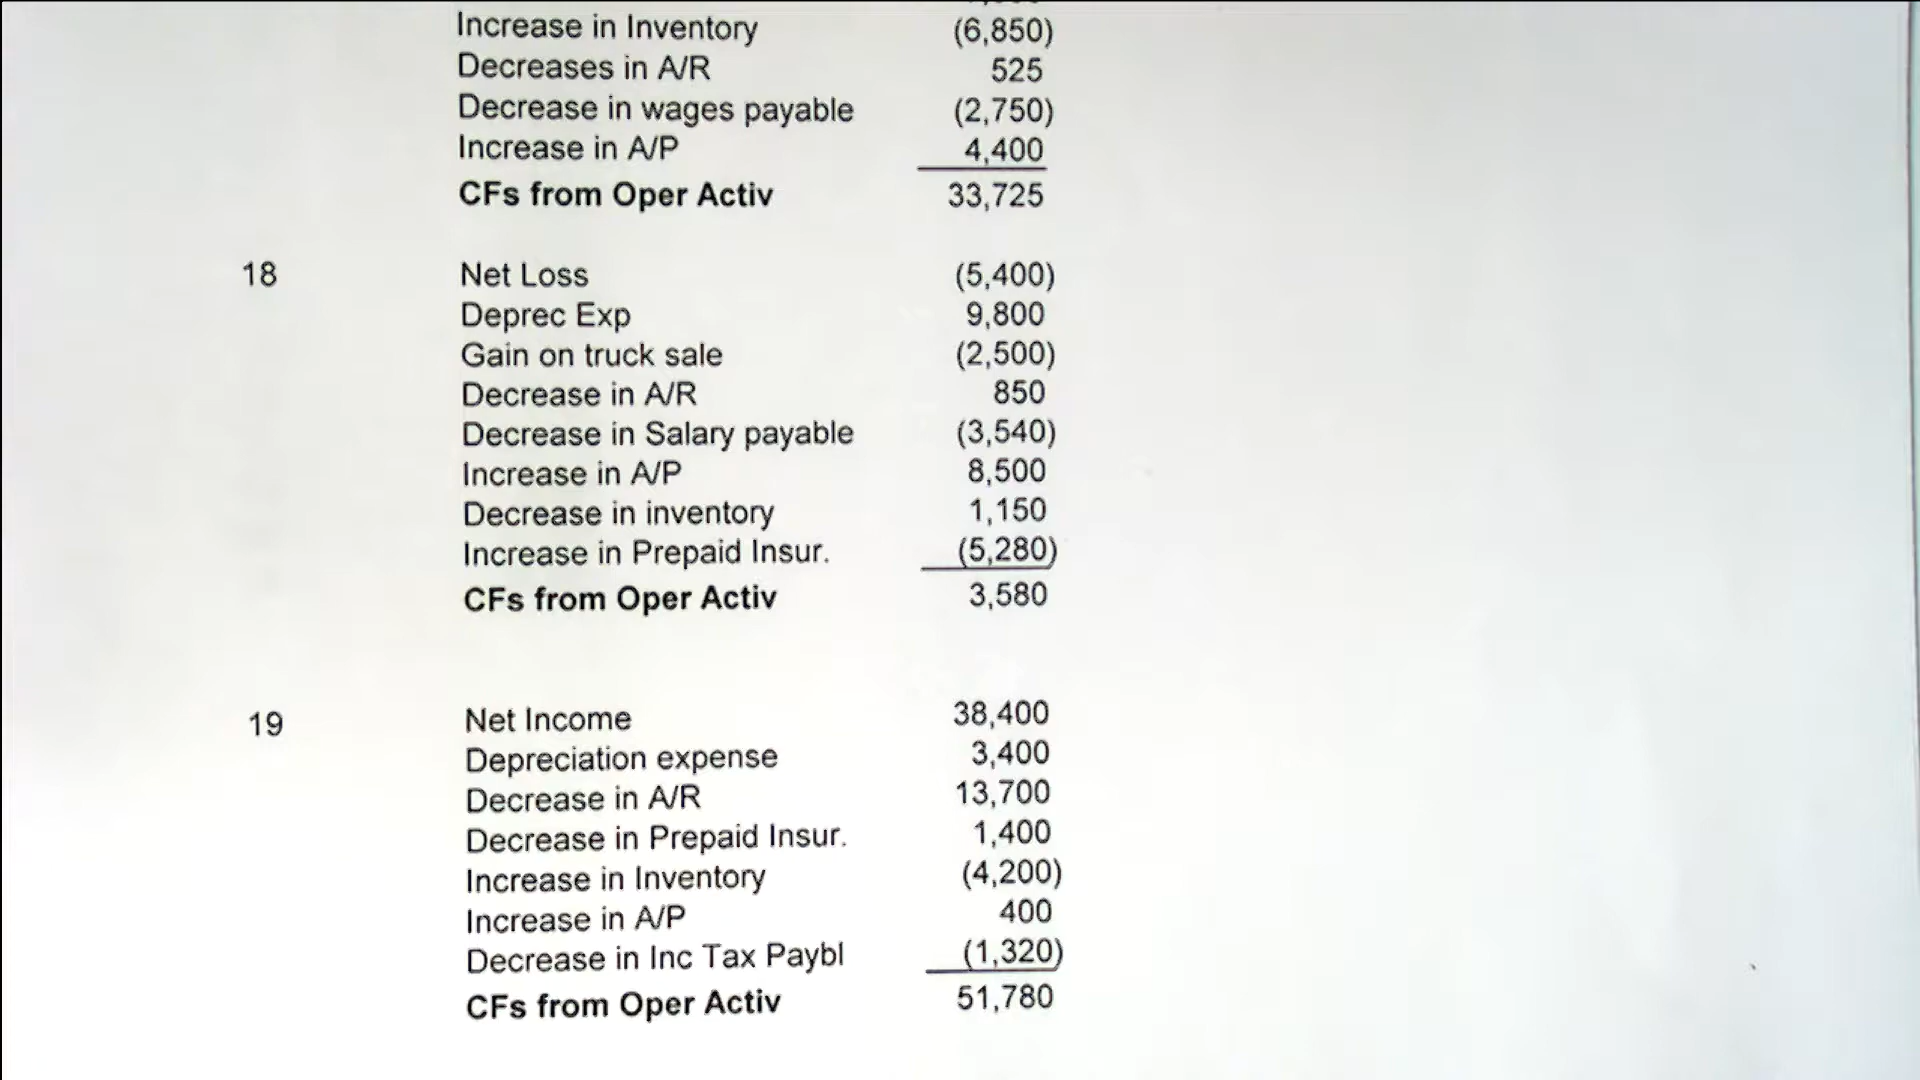 Increase in Inventory (6,850)
Decreases in A/R 525
Decrease in wages payable (2,750)
Increase in A/P 4,400
CFs from Oper Activ 33,725
18 Net Loss (5,400)
Deprec Exp 9,800
Gain on truck sale (2,500)
Decrease in A/R 850
Decrease in Salary payable (3,540)
Increase in A/P 8,500
Decrease in inventory 1,150
Increase in Prepaid Insur. (5,280)
CFs from Oper Activ 3,580
19 Net Income 38,400
Depreciation expense 3,400
Decrease in A/R 13,700
Decrease in Prepaid Insur. 1,400
Increase in Inventory (4,200)
Increase in A/P 400
Decrease in Inc Tax Paybl (1,320)
CFs from Oper Activ 51,780